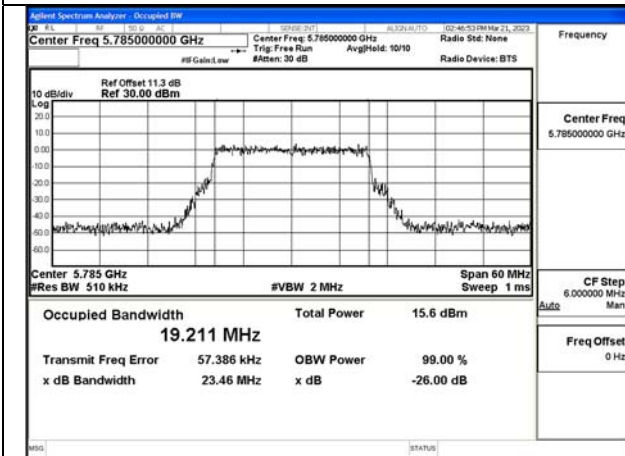 Agilent Spectrum Analyzer - Occupied BW
RL RF 50 Ω AC SENSE:INT ALIGN AUTO 02:46:53 PM Mar 21, 2023
Center Freq 5.785000000 GHz
Center Freq: 5.785000000 GHz
Radio Std: None
Trig: Free Run
Avg|Hold: 10/10
#IFGain:Low
#Atten: 30 dB
Radio Device: BTS
Ref Offset 11.3 dB
10 dB/div
Ref 30.00 dBm
Log
20.0
10.0
0.00
-10.0
-20.0
-30.0
-40.0
-50.0
-60.0
Center 5.785 GHz
Span 60 MHz
#Res BW 510 kHz
#VBW 2 MHz
Sweep 1 ms
Occupied Bandwidth
19.211 MHz
Total Power 15.6 dBm
Transmit Freq Error 57.386 kHz
OBW Power 99.00 %
x dB Bandwidth 23.46 MHz
x dB -26.00 dB
MSG
STATUS
Frequency
Center Freq
5.785000000 GHz
CF Step
6.000000 MHz
Auto Man
Freq Offset
0 Hz